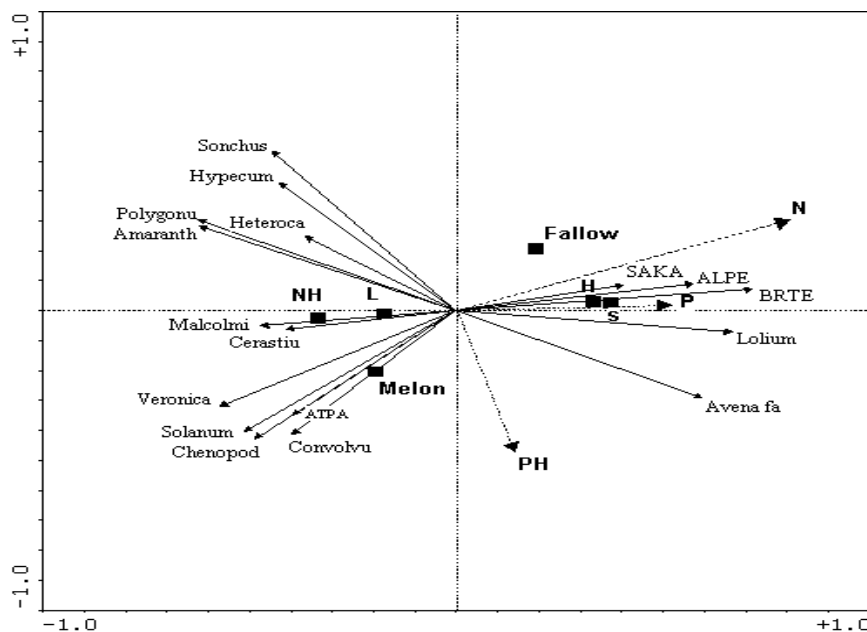 +1.0
Sonchus
Hypecum
Polygonu
Heteroca
Amaranth
N
Fallow
SAKA
ALPE
H
BRTE
NH
L
P
S
Malcolmi
Cerastiu
Lolium
Veronica
Melon
ATPA
Avena fa
Solanum
Chenopod
Convolvu
PH
-1.0
-1.0
+1.0